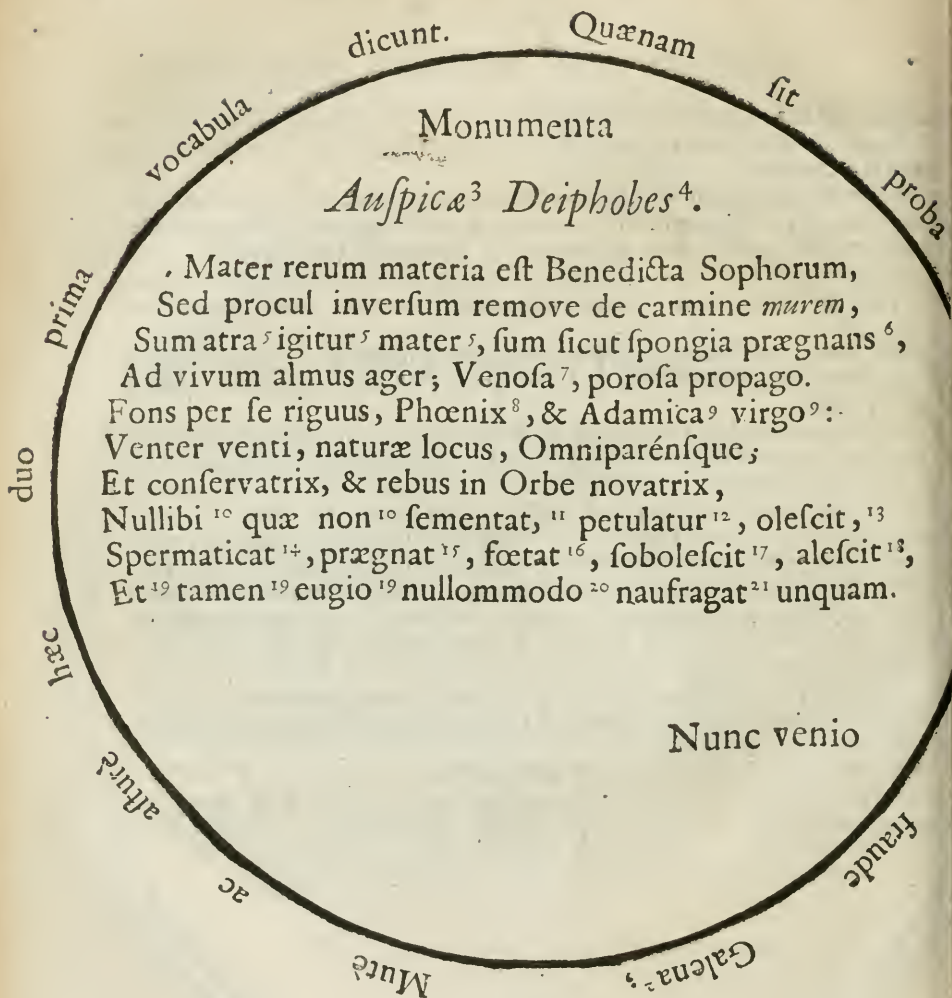 Quænam ſit proba
fraude Galena²;
Mutè ac aſturè hæc duo prima vocabula dicunt.
Monumenta
Auſpicæ³ Deiphobes⁴.
Mater rerum materia eſt Benedicta Sophorum,
Sed procul inverſum remove de carmine murem,
Sum atra⁵ igitur⁵ mater⁵, ſum ſicut ſpongia prægnans⁶,
Ad vivum almus ager; Venoſa⁷, poroſa propago.
Fons per ſe riguus, Phœnix⁸, & Adamica⁹ virgo⁹:
Venter venti, naturæ locus, Omniparénſque;
Et conſervatrix, & rebus in Orbe novatrix,
Nullibi¹⁰ quæ non¹⁰ ſementat,¹¹ petulatur¹², oleſcit,¹³
Spermaticat¹⁴, prægnat¹⁵, fœtat¹⁶, ſoboleſcit¹⁷, aleſcit¹⁸,
Et¹⁹ tamen¹⁹ eugio¹⁹ nullommodo²⁰ naufragat²¹ unquam.
Nunc venio